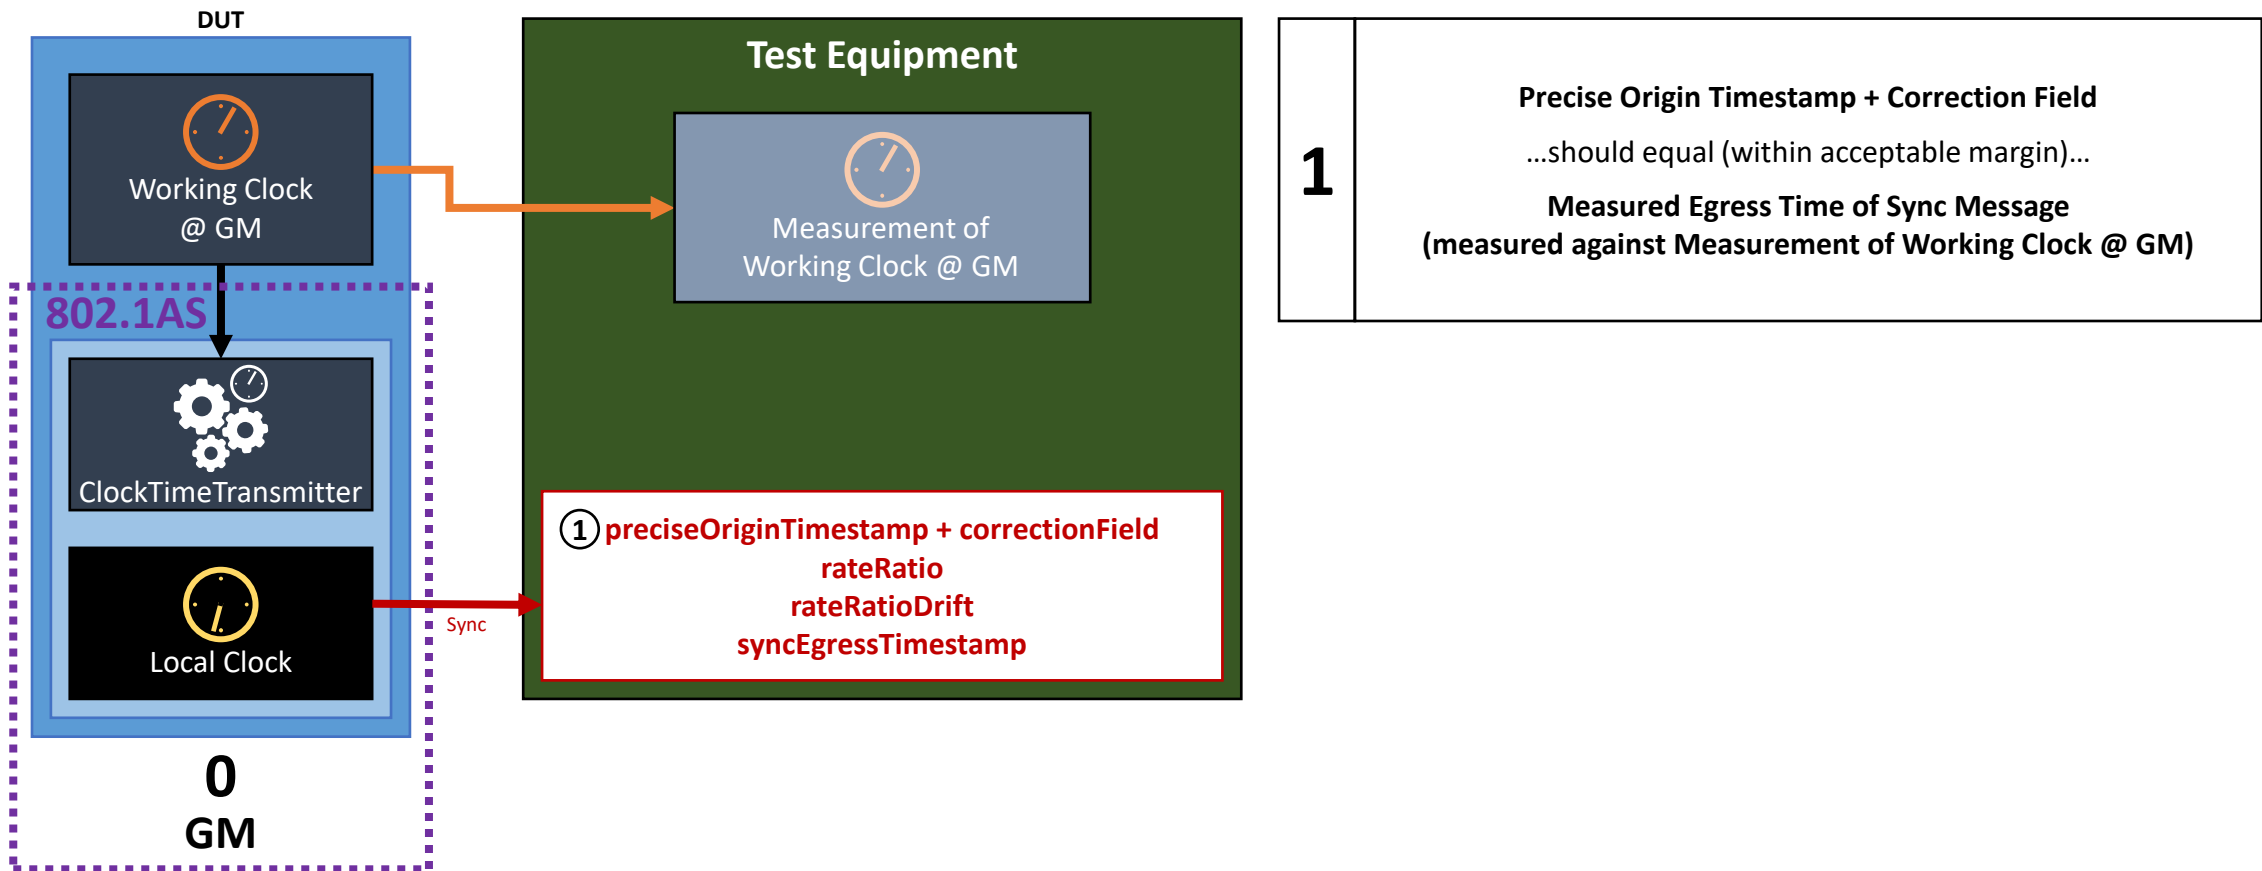 DUT
Working Clock
@ GM
802.1AS
ClockTimeTransmitter
Local Clock
0
GM
Sync
Test Equipment
Measurement of
Working Clock @ GM
1 preciseOriginTimestamp + correctionField
rateRatio
rateRatioDrift
syncEgressTimestamp
1
Precise Origin Timestamp + Correction Field
...should equal (within acceptable margin)...
Measured Egress Time of Sync Message
(measured against Measurement of Working Clock @ GM)